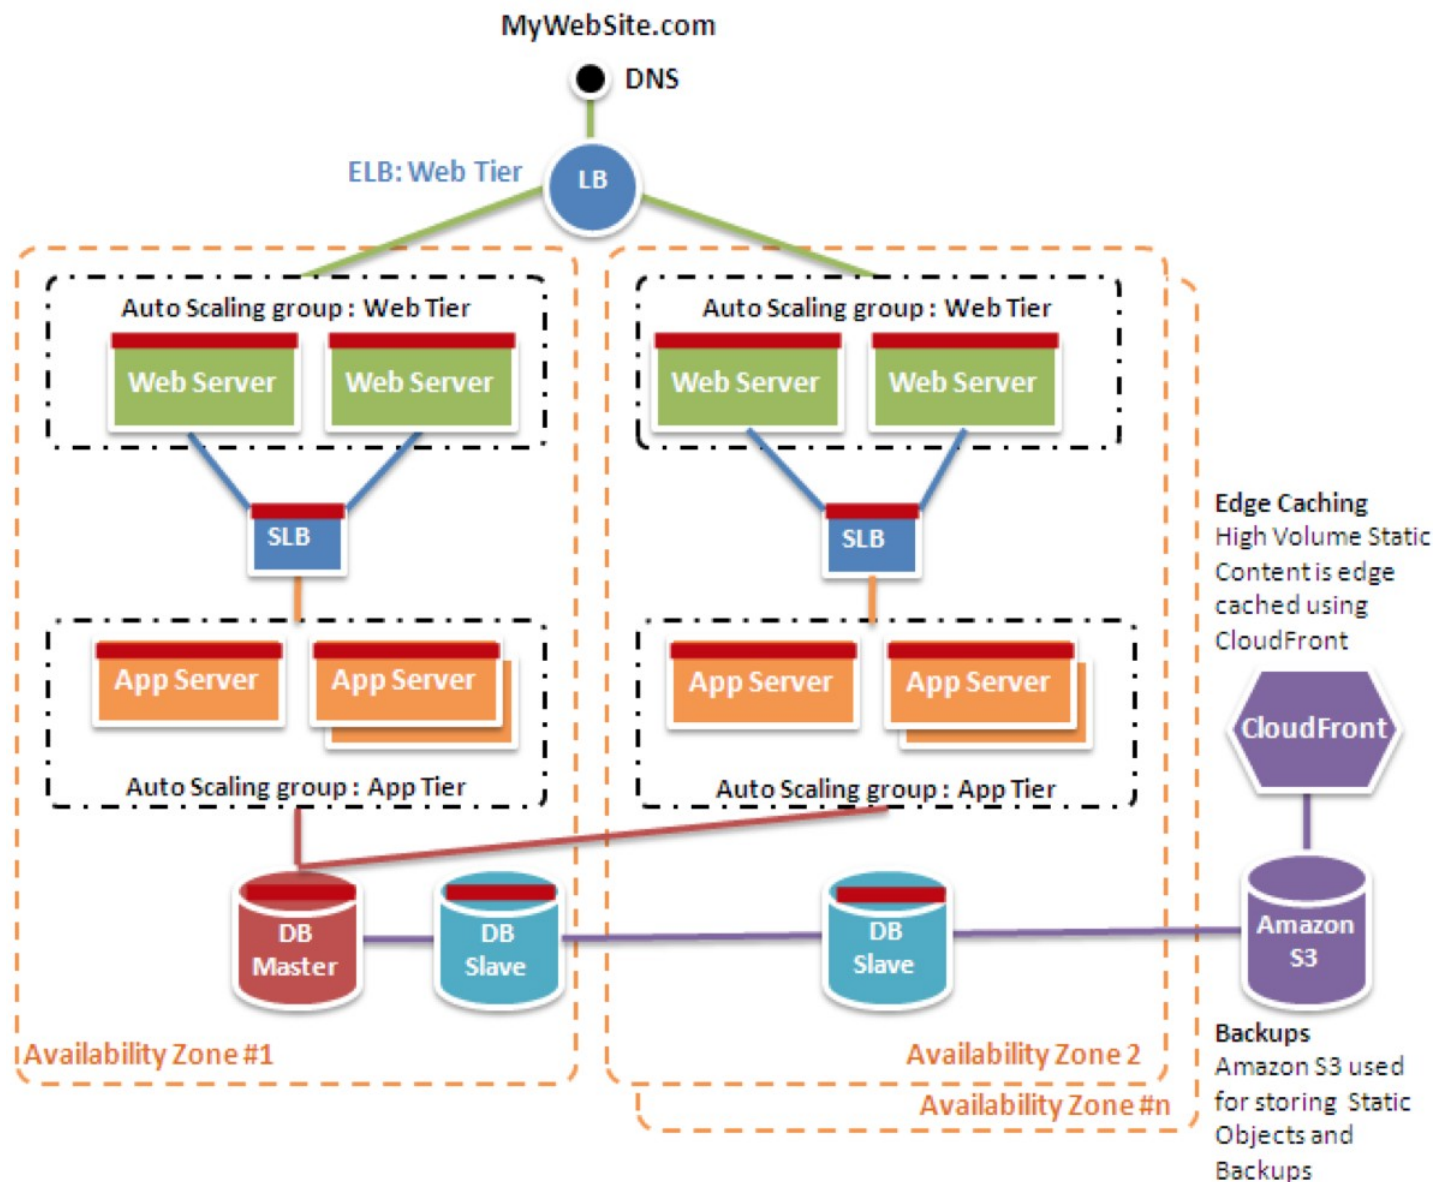 MyWebSite.com
DNS
ELB: Web Tier
LB
Auto Scaling group : Web Tier
Web Server
Web Server
SLB
App Server
App Server
Auto Scaling group : App Tier
DB
Master
DB
Slave
Availability Zone #1
Auto Scaling group : Web Tier
Web Server
Web Server
SLB
App Server
App Server
Auto Scaling group : App Tier
DB
Slave
Availability Zone 2
Availability Zone #n
Edge Caching
High Volume Static
Content is edge
cached using
CloudFront
CloudFront
Amazon
S3
Backups
Amazon S3 used
for storing Static
Objects and
Backups